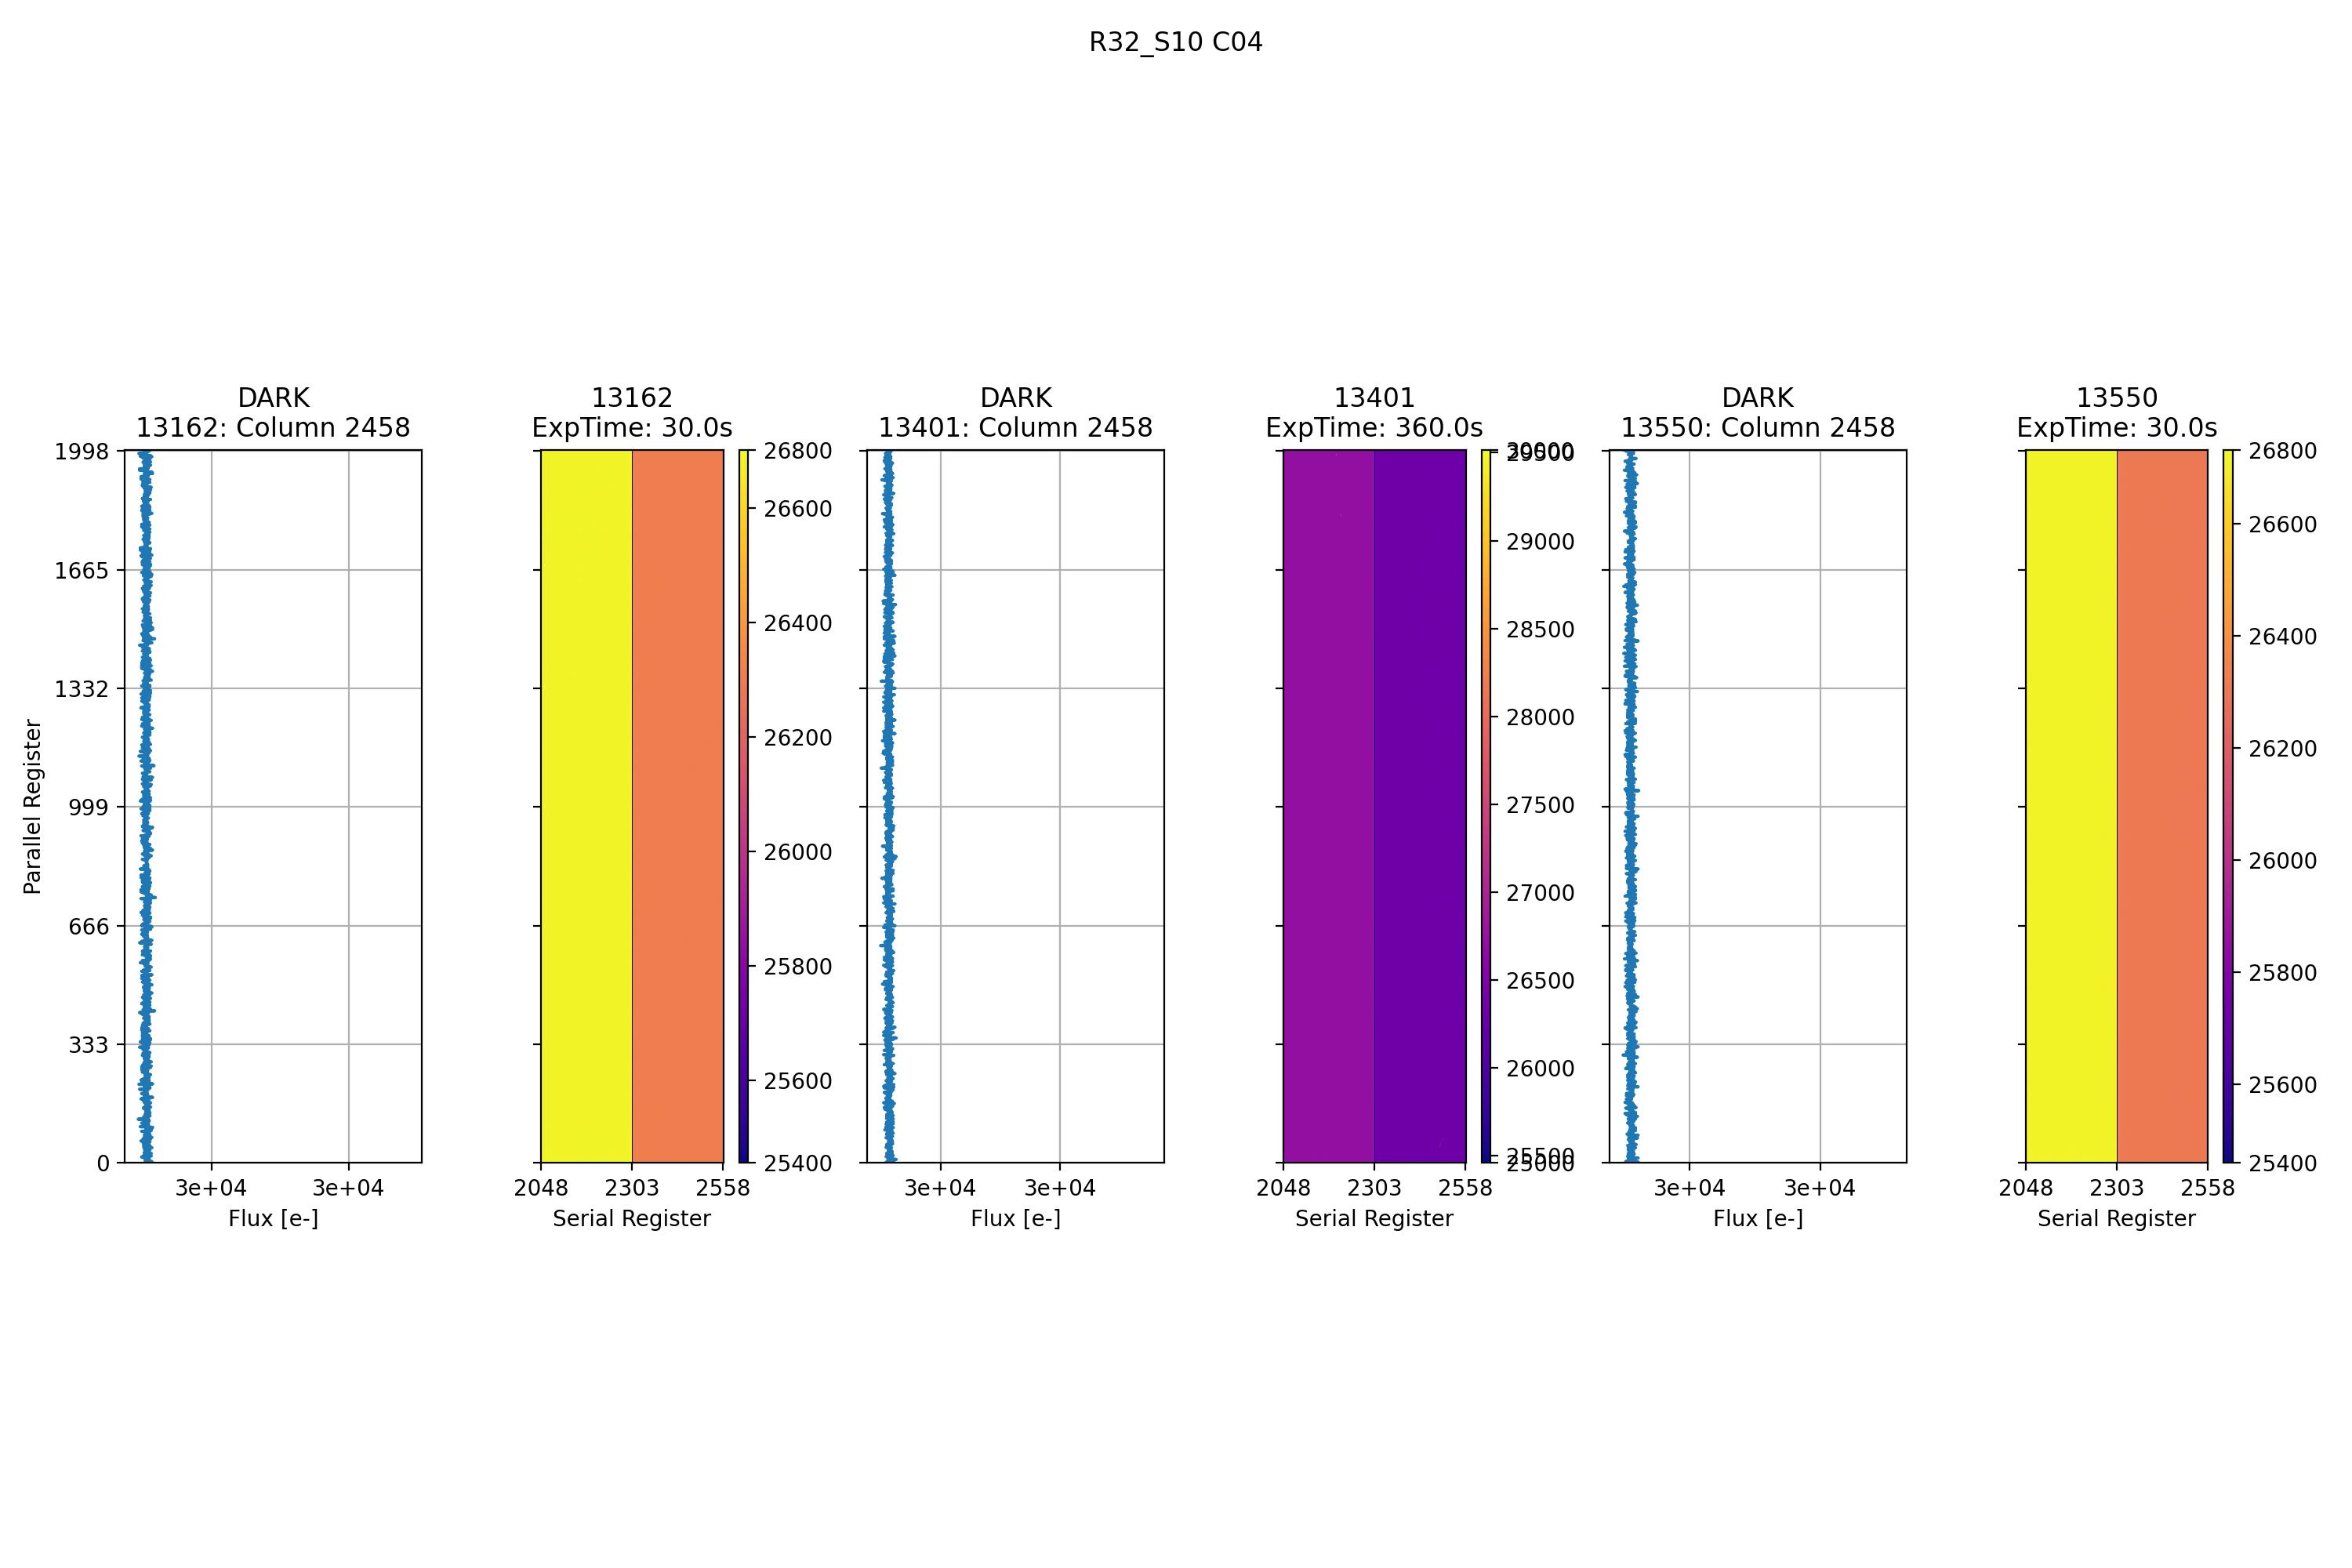 R32_S10 C04
DARK
13162: Column 2458
1998
1665
1332
999
666
333
0
Parallel Register
3e+04 3e+04
Flux [e-]
13162
ExpTime: 30.0s
2048 2303 2558
Serial Register
26800
26600
26400
26200
26000
25800
25600
25400
DARK
13401: Column 2458
3e+04 3e+04
Flux [e-]
13401
ExpTime: 360.0s
2048 2303 2558
Serial Register
29500
29000
28500
28000
27500
27000
26500
26000
25500
DARK
13550: Column 2458
3e+04 3e+04
Flux [e-]
13550
ExpTime: 30.0s
2048 2303 2558
Serial Register
26800
26600
26400
26200
26000
25800
25600
25400